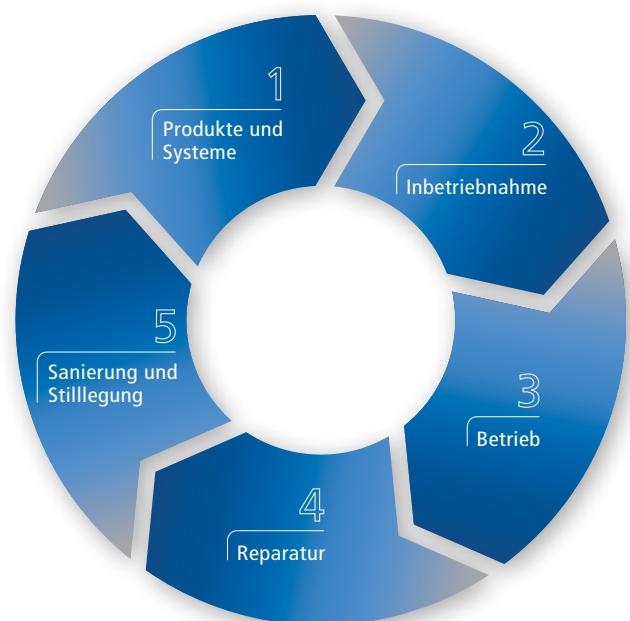 1
Produkte und
Systeme
2
Inbetriebnahme
3
Betrieb
4
Reparatur
5
Sanierung und
Stilllegung